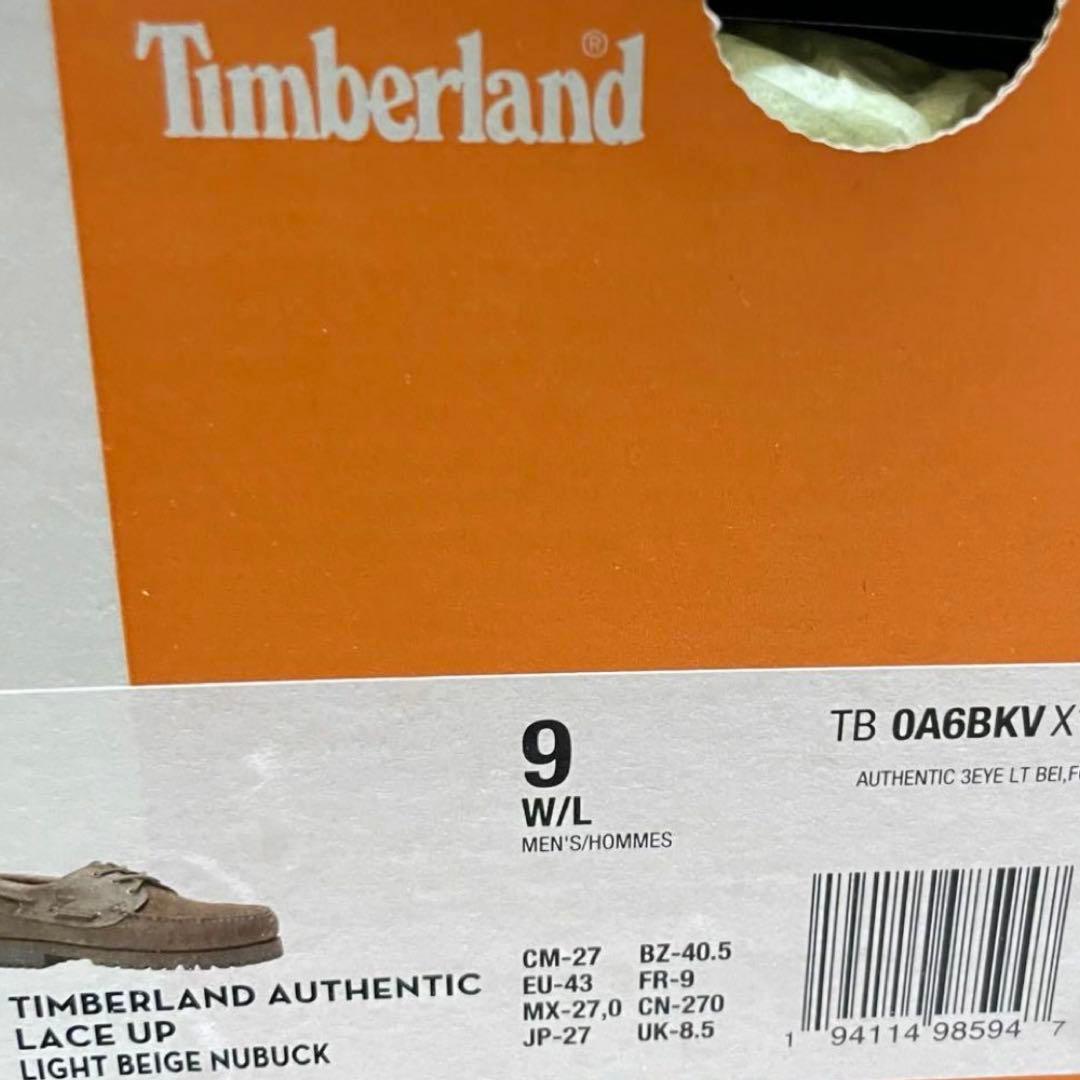 Timberland®
9
W/L
MEN'S/HOMMES
TB 0A6BKV X
AUTHENTIC 3EYE LT BEI,
CM-27 BZ-40.5
EU-43 FR-9
MX-27,0 CN-270
JP-27 UK-8.5
1 94114 98594 7
TIMBERLAND AUTHENTIC
LACE UP
LIGHT BEIGE NUBUCK